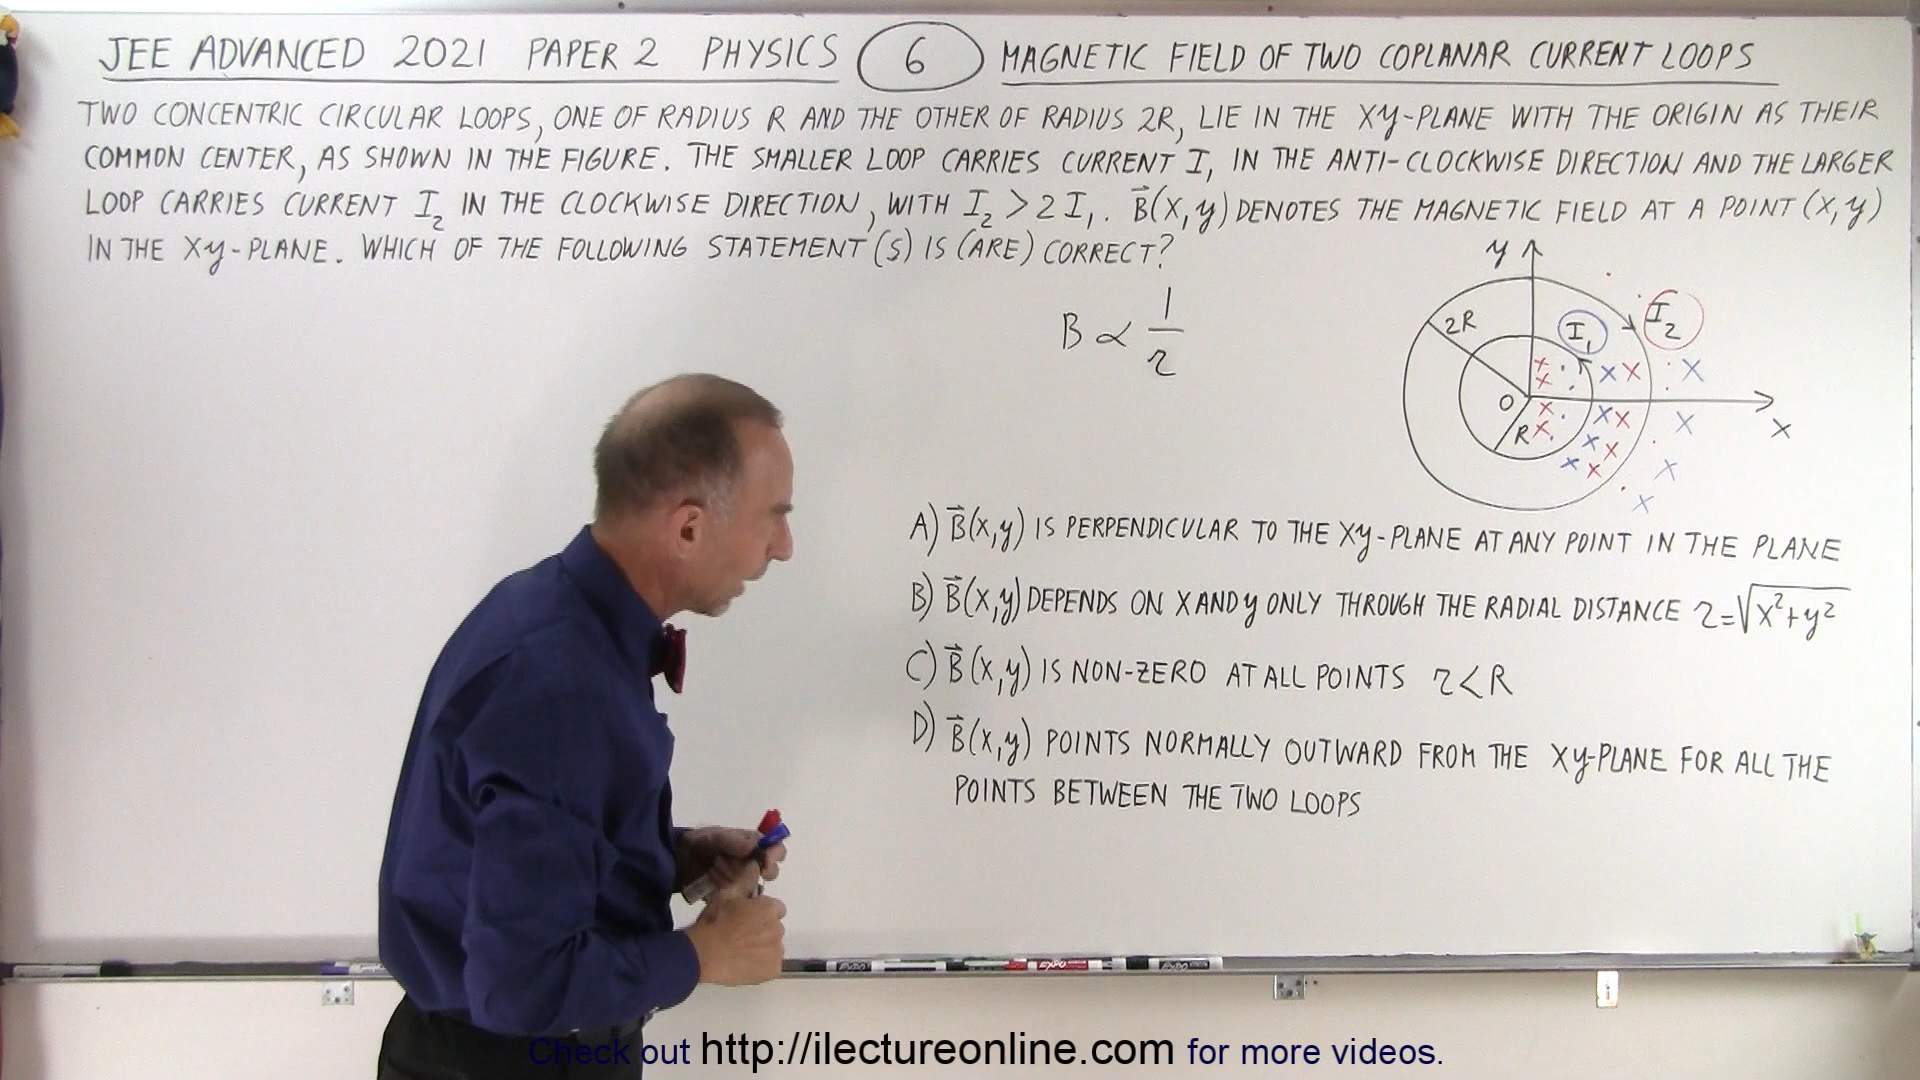 JEE ADVANCED 2021 PAPER 2 PHYSICS 6 MAGNETIC FIELD OF TWO COPLANAR CURRENT LOOPS
TWO CONCENTRIC CIRCULAR LOOPS, ONE OF RADIUS R AND THE OTHER OF RADIUS 2R, LIE IN THE XY-PLANE WITH THE ORIGIN AS THEIR
COMMON CENTER, AS SHOWN IN THE FIGURE. THE SMALLER LOOP CARRIES CURRENT I₁ IN THE ANTI-CLOCKWISE DIRECTION AND THE LARGER
LOOP CARRIES CURRENT I₂ IN THE CLOCKWISE DIRECTION, WITH I₂ > 2I₁. B⃗(X,Y) DENOTES THE MAGNETIC FIELD AT A POINT (X,Y)
IN THE XY-PLANE. WHICH OF THE FOLLOWING STATEMENT(S) IS (ARE) CORRECT?
B ∝ 1/r
y
2R I₁ I₂
O
R
X
A) B⃗(X,Y) IS PERPENDICULAR TO THE XY-PLANE AT ANY POINT IN THE PLANE
B) B⃗(X,Y) DEPENDS ON X AND Y ONLY THROUGH THE RADIAL DISTANCE r=√x²+y²
C) B⃗(X,Y) IS NON-ZERO AT ALL POINTS r<R
D) B⃗(X,Y) POINTS NORMALLY OUTWARD FROM THE XY-PLANE FOR ALL THE
POINTS BETWEEN THE TWO LOOPS
EXPO EXPO EXPO
Check out http://ilectureonline.com for more videos.